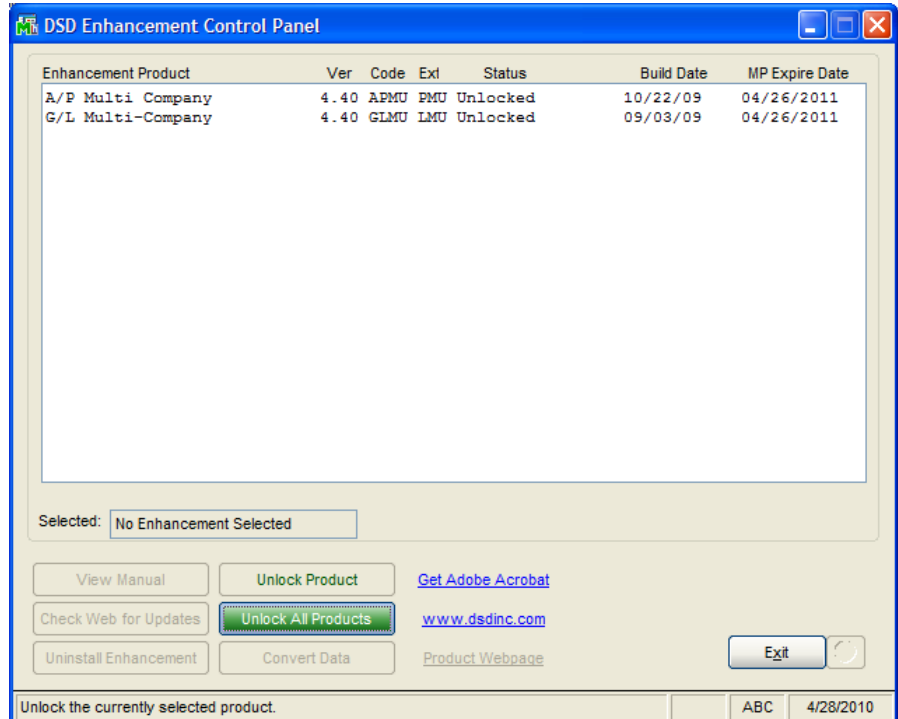 DSD Enhancement Control Panel
Enhancement Product Ver Code Ext Status Build Date MP Expire Date
A/P Multi Company 4.40 APMU PMU Unlocked 10/22/09 04/26/2011
G/L Multi-Company 4.40 GLMU LMU Unlocked 09/03/09 04/26/2011
Selected: No Enhancement Selected
View Manual Unlock Product Get Adobe Acrobat
Check Web for Updates Unlock All Products www.dsdinc.com
Uninstall Enhancement Convert Data Product Webpage Exit
Unlock the currently selected product. ABC 4/28/2010